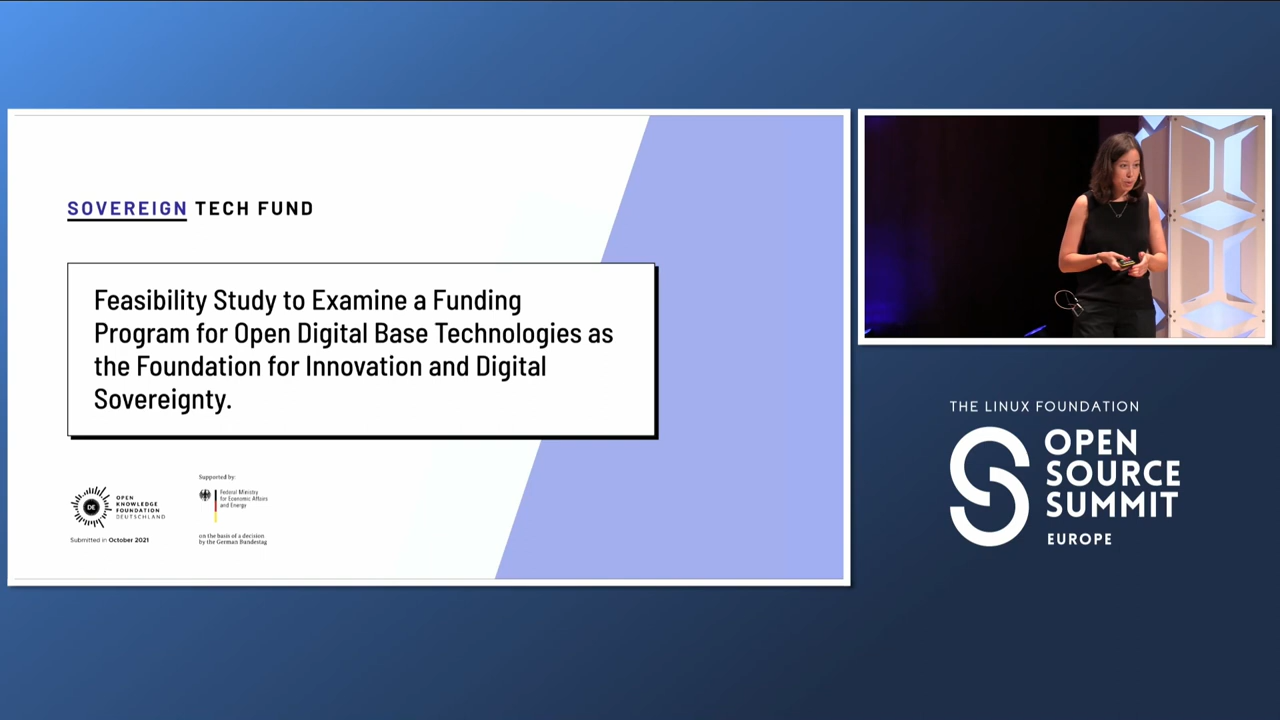 SOVEREIGN TECH FUND
Feasibility Study to Examine a Funding
Program for Open Digital Base Technologies as
the Foundation for Innovation and Digital
Sovereignty.
DE
OPEN
KNOWLEDGE
FOUNDATION
DEUTSCHLAND
Submitted in October 2021
Supported by:
Federal Ministry
for Economic Affairs
and Energy
on the basis of a decision
by the German Bundestag
THE LINUX FOUNDATION
OPEN
SOURCE
SUMMIT
EUROPE